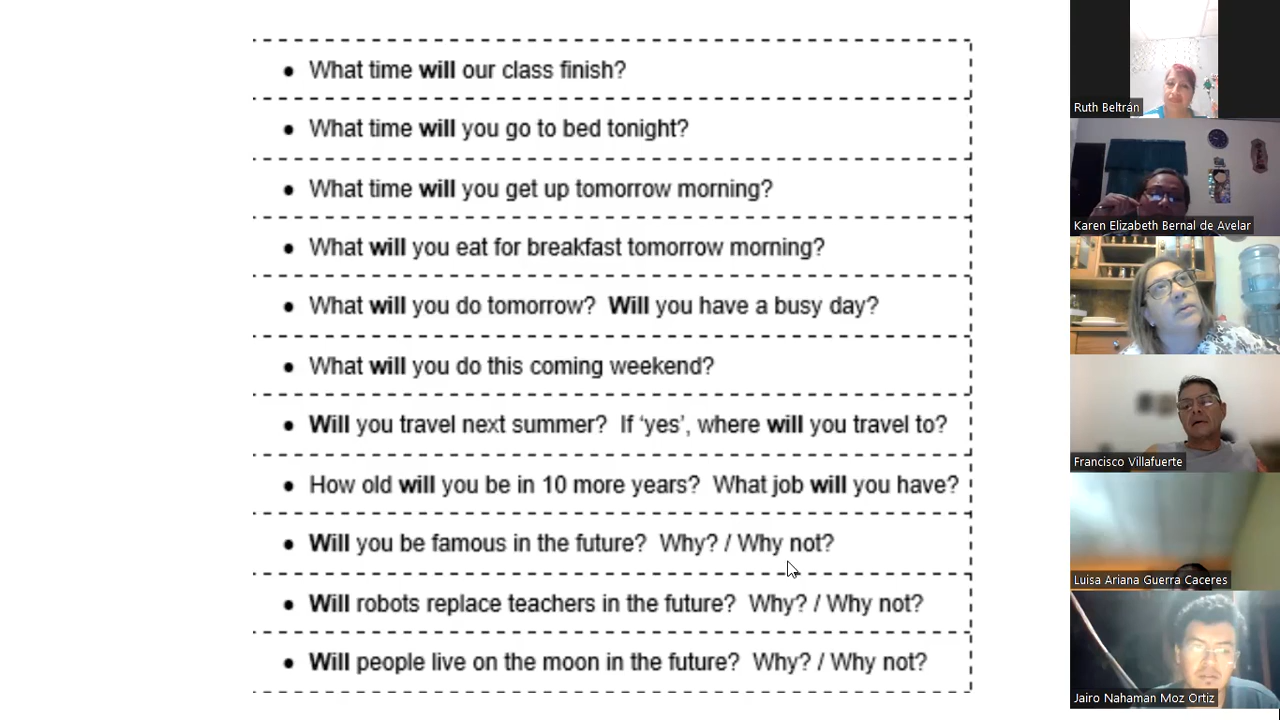 • What time will our class finish?
• What time will you go to bed tonight?
• What time will you get up tomorrow morning?
• What will you eat for breakfast tomorrow morning?
• What will you do tomorrow? Will you have a busy day?
• What will you do this coming weekend?
• Will you travel next summer? If ‘yes’, where will you travel to?
• How old will you be in 10 more years? What job will you have?
• Will you be famous in the future? Why? / Why not?
• Will robots replace teachers in the future? Why? / Why not?
• Will people live on the moon in the future? Why? / Why not?
Ruth Beltrán
Karen Elizabeth Bernal de Avelar
Francisco Villafuerte
Luisa Ariana Guerra Caceres
Jairo Nahaman Moz Ortiz